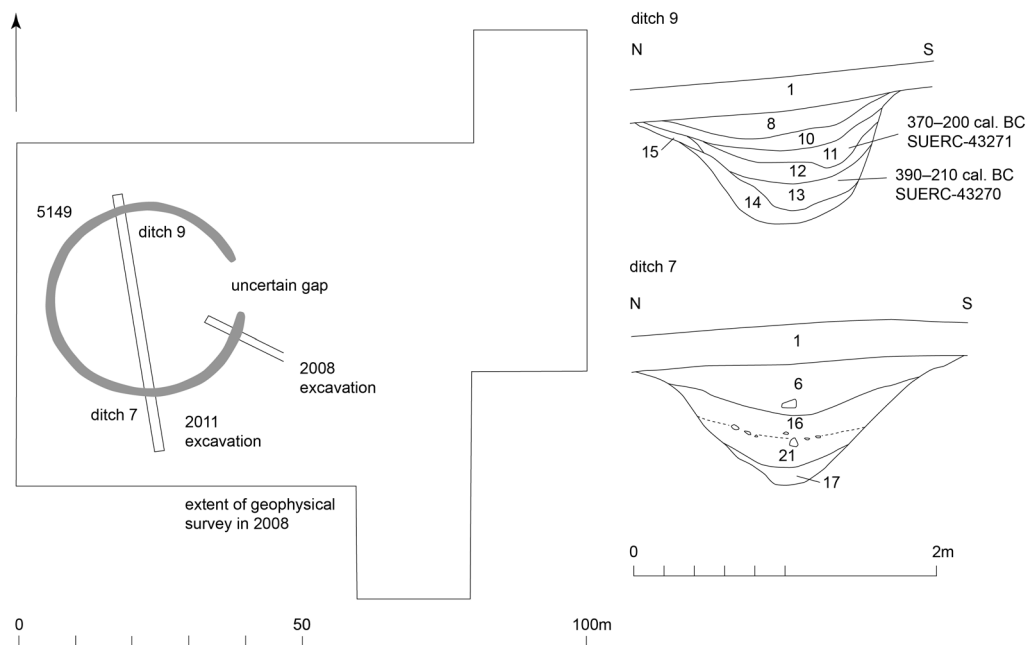 5149
ditch 9
uncertain gap
2008
excavation
ditch 7
2011
excavation
extent of geophysical
survey in 2008
0
50
100m
ditch 9
N
S
1
8
10
11
12
13
14
15
370–200 cal. BC
SUERC-43271
390–210 cal. BC
SUERC-43270
ditch 7
N
S
1
6
16
21
17
0
2m